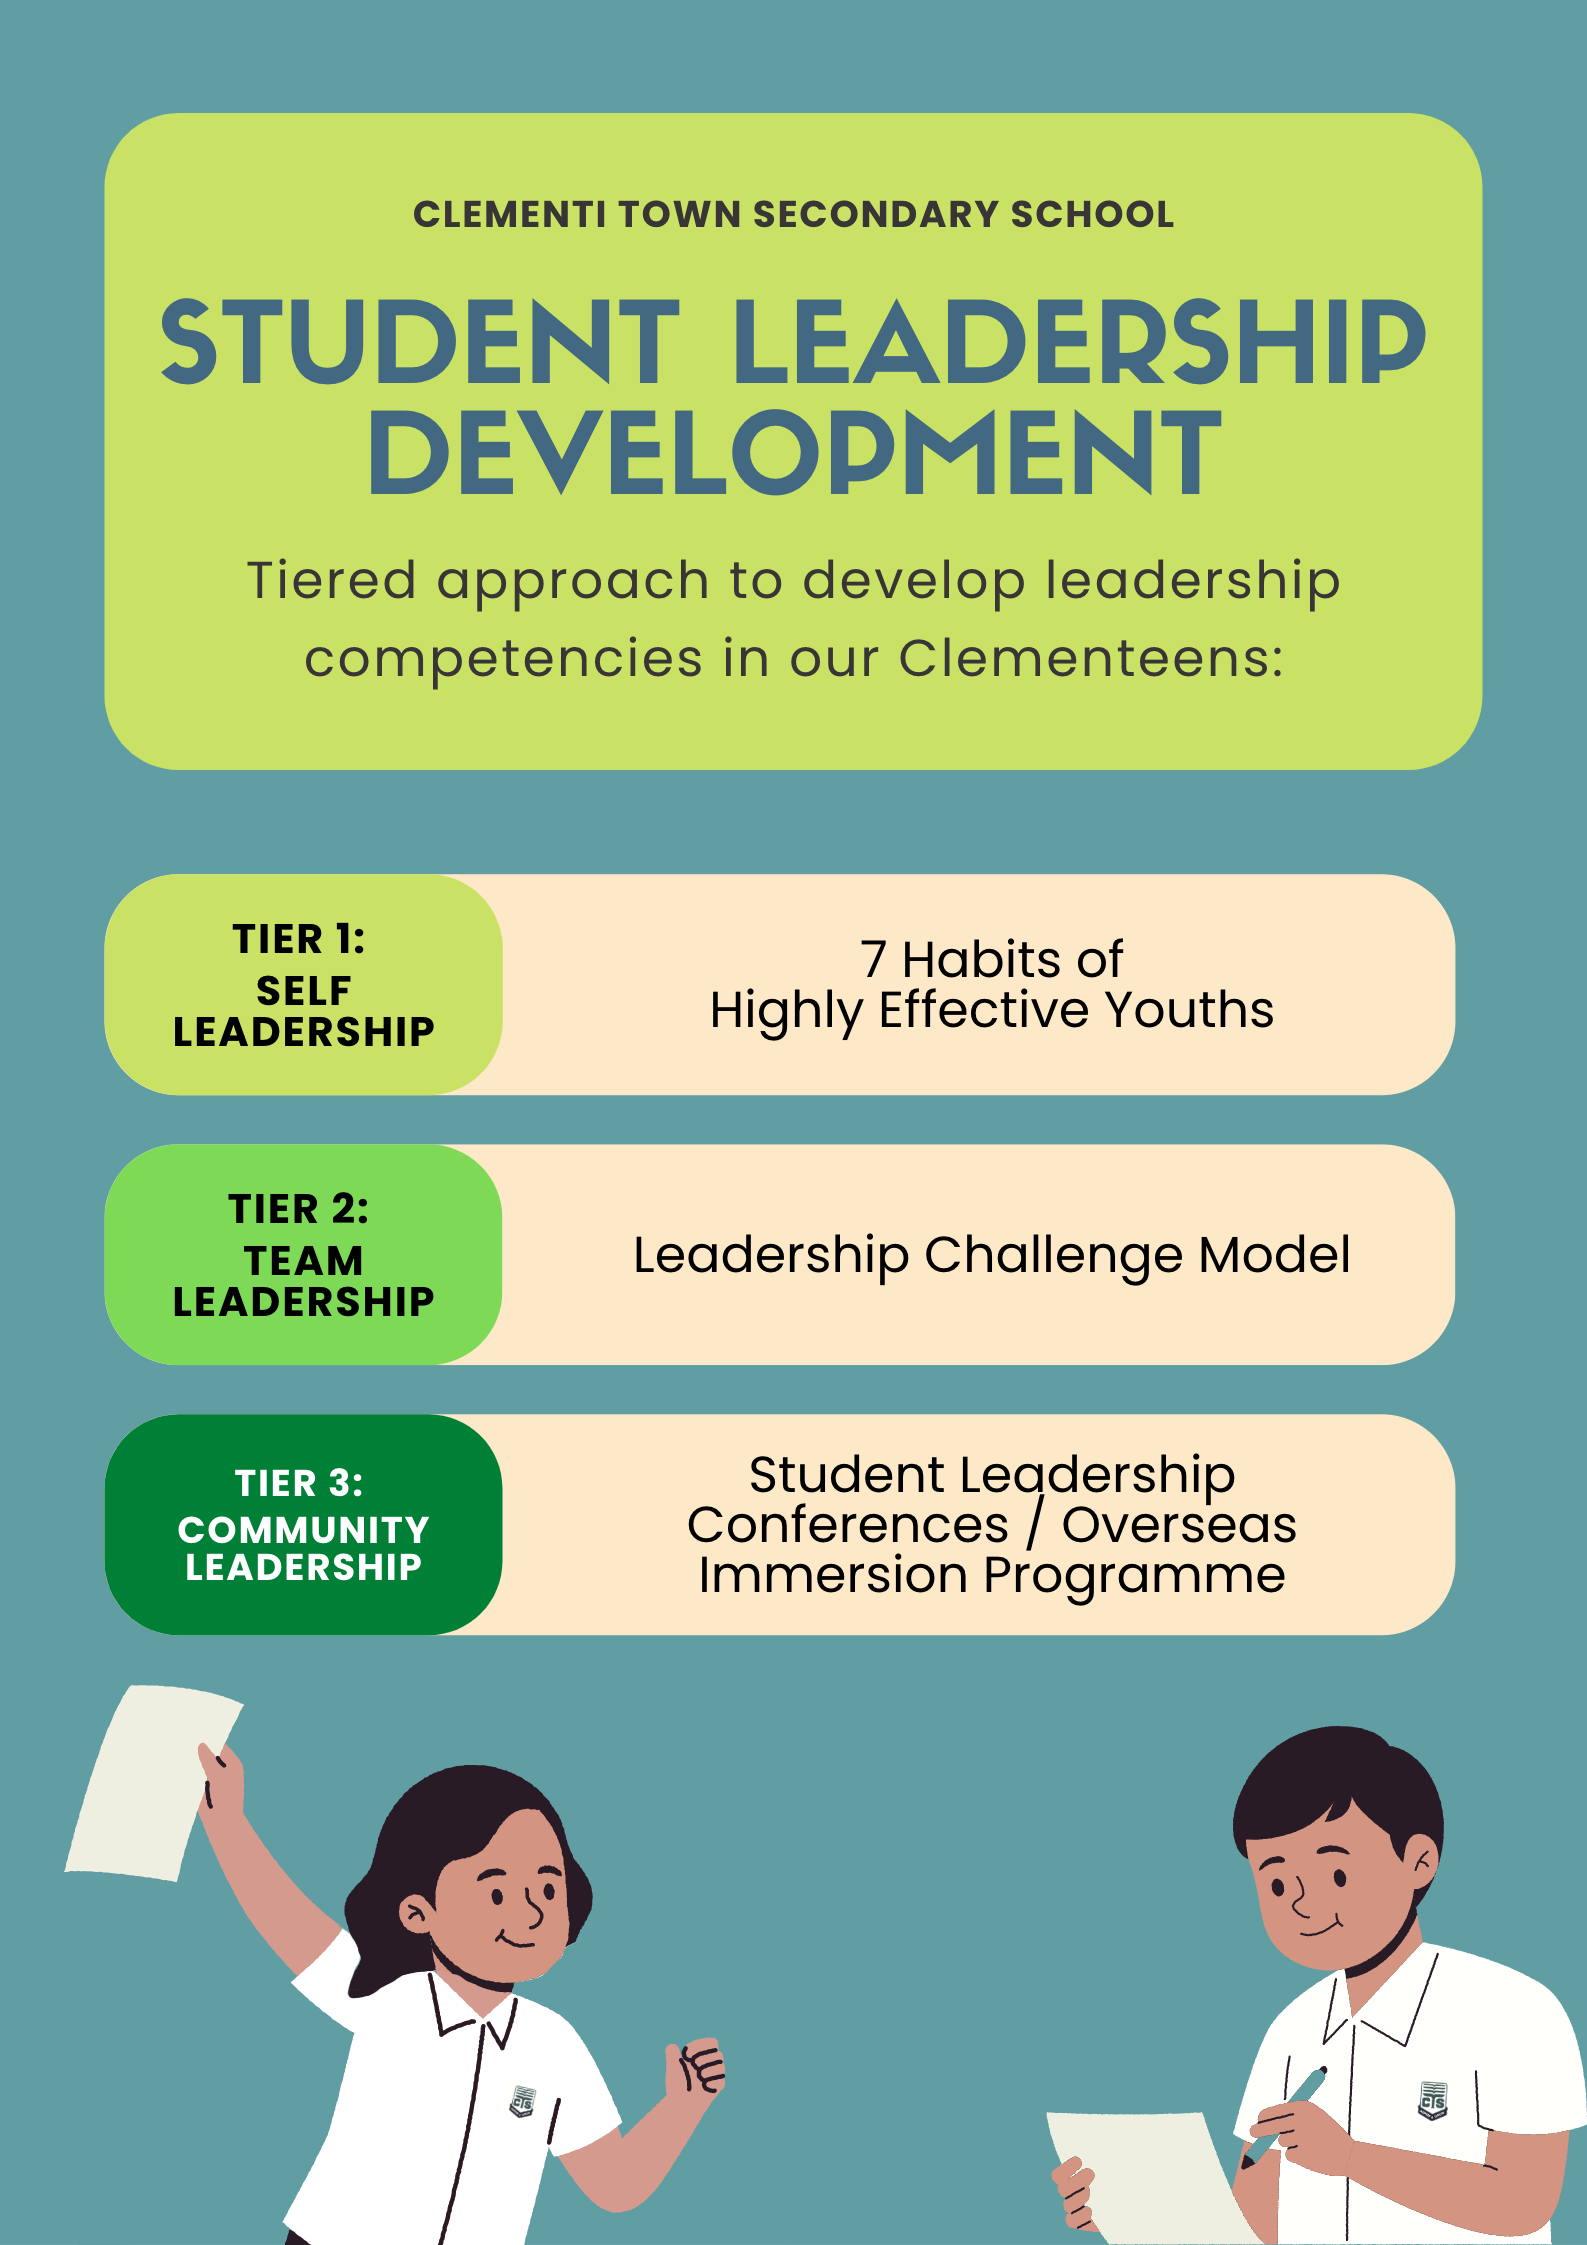 CLEMENTI TOWN SECONDARY SCHOOL
STUDENT LEADERSHIP
DEVELOPMENT
Tiered approach to develop leadership
competencies in our Clementeens:
TIER 1:
SELF
LEADERSHIP
7 Habits of
Highly Effective Youths
TIER 2:
TEAM
LEADERSHIP
Leadership Challenge Model
TIER 3:
COMMUNITY
LEADERSHIP
Student Leadership
Conferences / Overseas
Immersion Programme
CTS
CTS